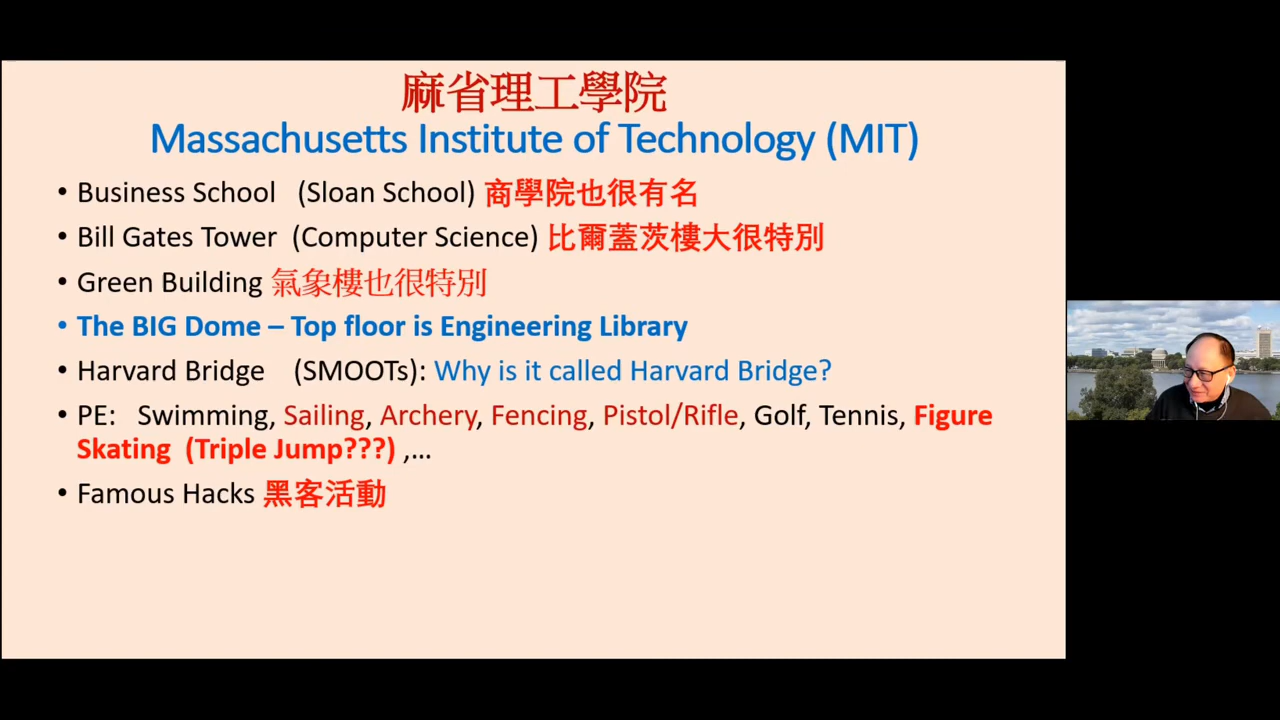 麻省理工學院
Massachusetts Institute of Technology (MIT)
• Business School (Sloan School) 商學院也很有名
• Bill Gates Tower (Computer Science) 比爾蓋茨樓大很特別
• Green Building 氣象樓也很特別
• The BIG Dome – Top floor is Engineering Library
• Harvard Bridge (SMOOTs): Why is it called Harvard Bridge?
• PE: Swimming, Sailing, Archery, Fencing, Pistol/Rifle, Golf, Tennis, Figure
Skating (Triple Jump???) ,...
• Famous Hacks 黑客活動